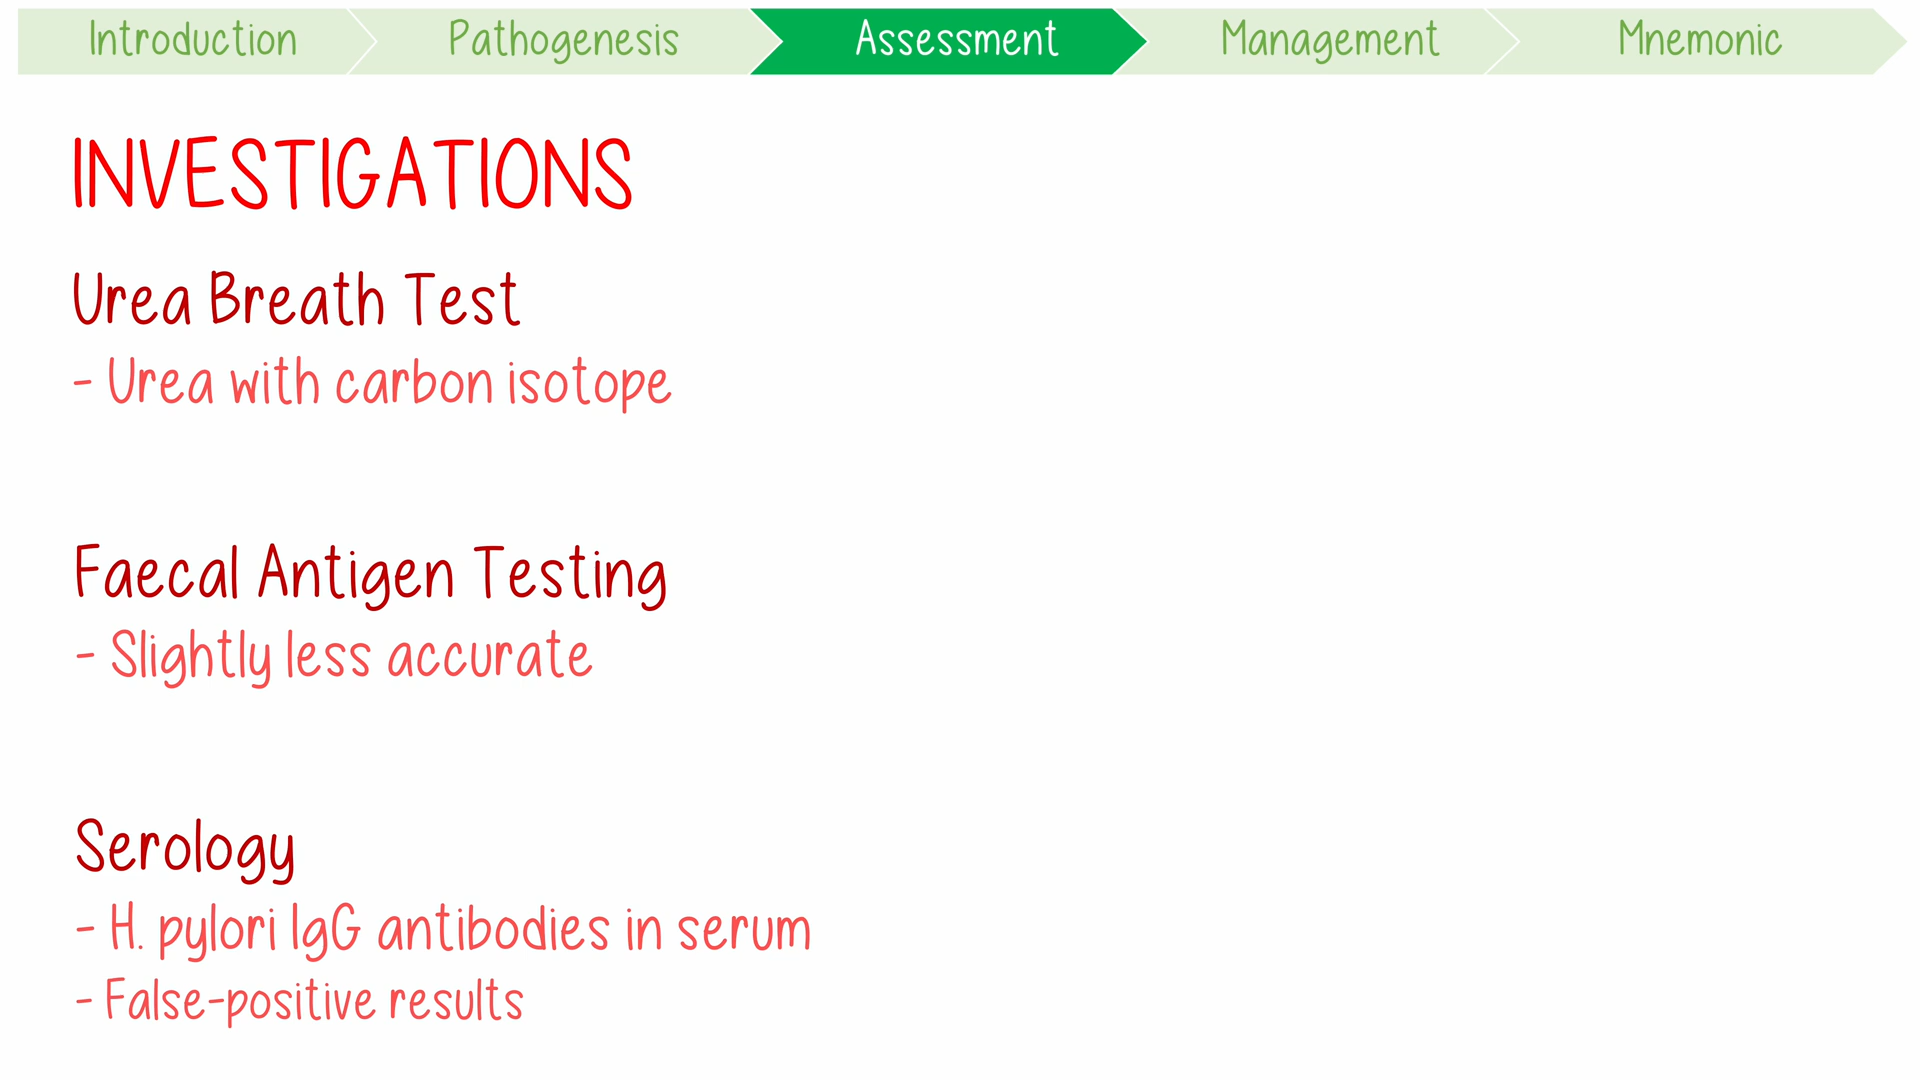 Introduction
Pathogenesis
Assessment
Management
Mnemonic
INVESTIGATIONS
Urea Breath Test
- Urea with carbon isotope
Faecal Antigen Testing
- Slightly less accurate
Serology
- H. pylori IgG antibodies in serum
- False-positive results